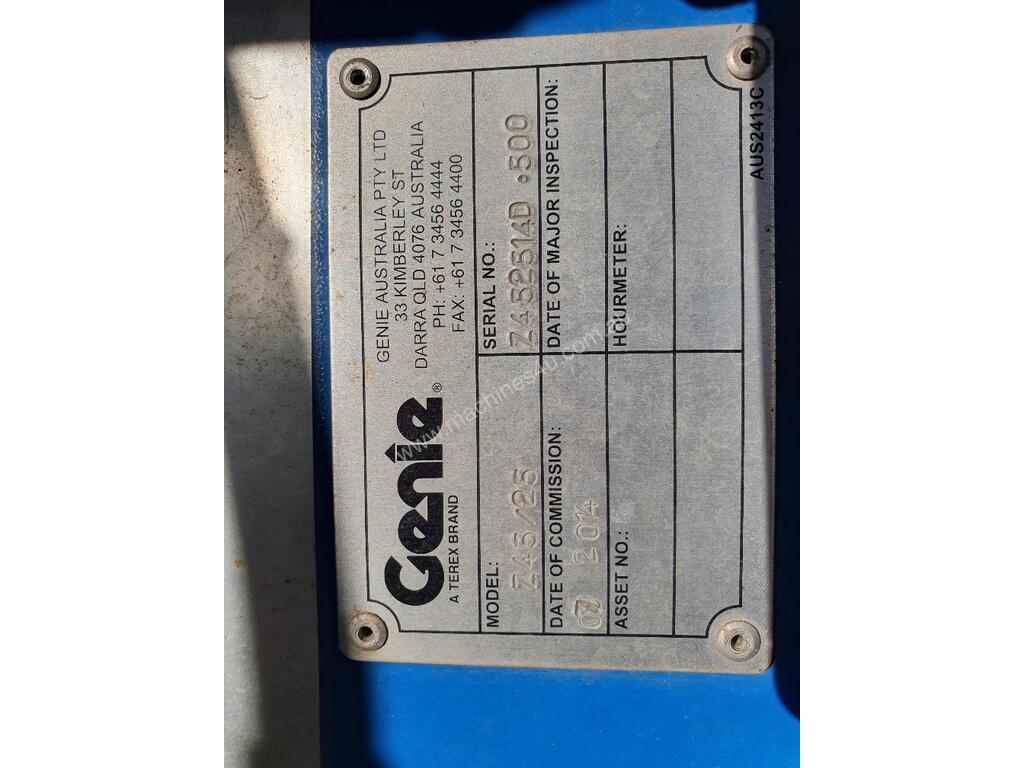 Genie®
A TEREX BRAND
GENIE AUSTRALIA PTY LTD
33 KIMBERLEY ST
DARRA QLD 4076 AUSTRALIA
PH: +61 7 3456 4444
FAX: +61 7 3456 4400
MODEL:
Z45/25
SERIAL NO.:
Z452514D.500
DATE OF COMMISSION:
2014
DATE OF MAJOR INSPECTION:
ASSET NO.:
HOURMETER:
AUS2413C
www.machines4u.com.au